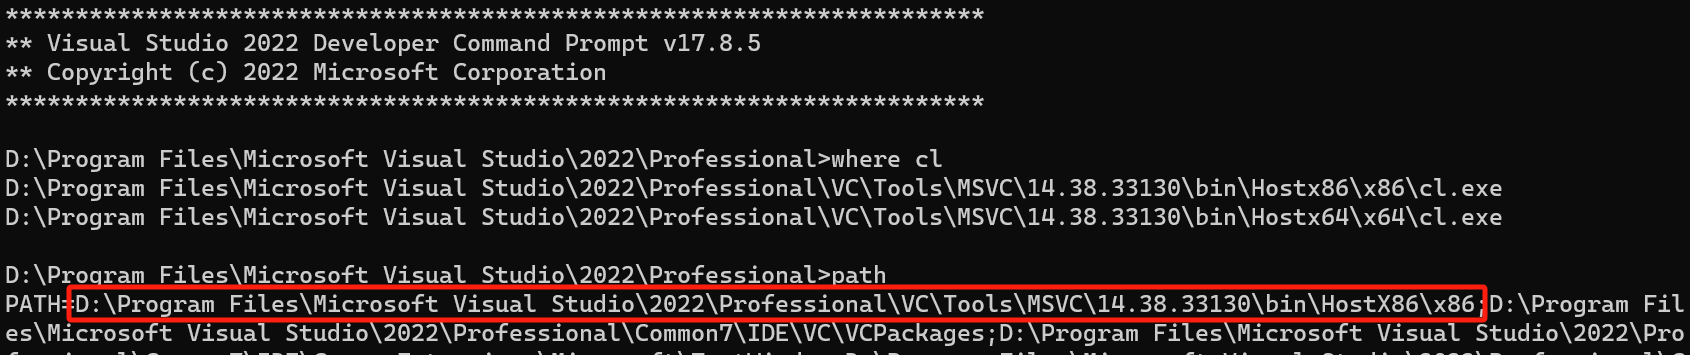 **********************************************************************
** Visual Studio 2022 Developer Command Prompt v17.8.5
** Copyright (c) 2022 Microsoft Corporation
**********************************************************************
D:\Program Files\Microsoft Visual Studio\2022\Professional>where cl
D:\Program Files\Microsoft Visual Studio\2022\Professional\VC\Tools\MSVC\14.38.33130\bin\Hostx86\x86\cl.exe
D:\Program Files\Microsoft Visual Studio\2022\Professional\VC\Tools\MSVC\14.38.33130\bin\Hostx64\x64\cl.exe
D:\Program Files\Microsoft Visual Studio\2022\Professional>path
PATH=D:\Program Files\Microsoft Visual Studio\2022\Professional\VC\Tools\MSVC\14.38.33130\bin\HostX86\x86;D:\Program Fil
es\Microsoft Visual Studio\2022\Professional\Common7\IDE\VC\VCPackages;D:\Program Files\Microsoft Visual Studio\2022\Pro